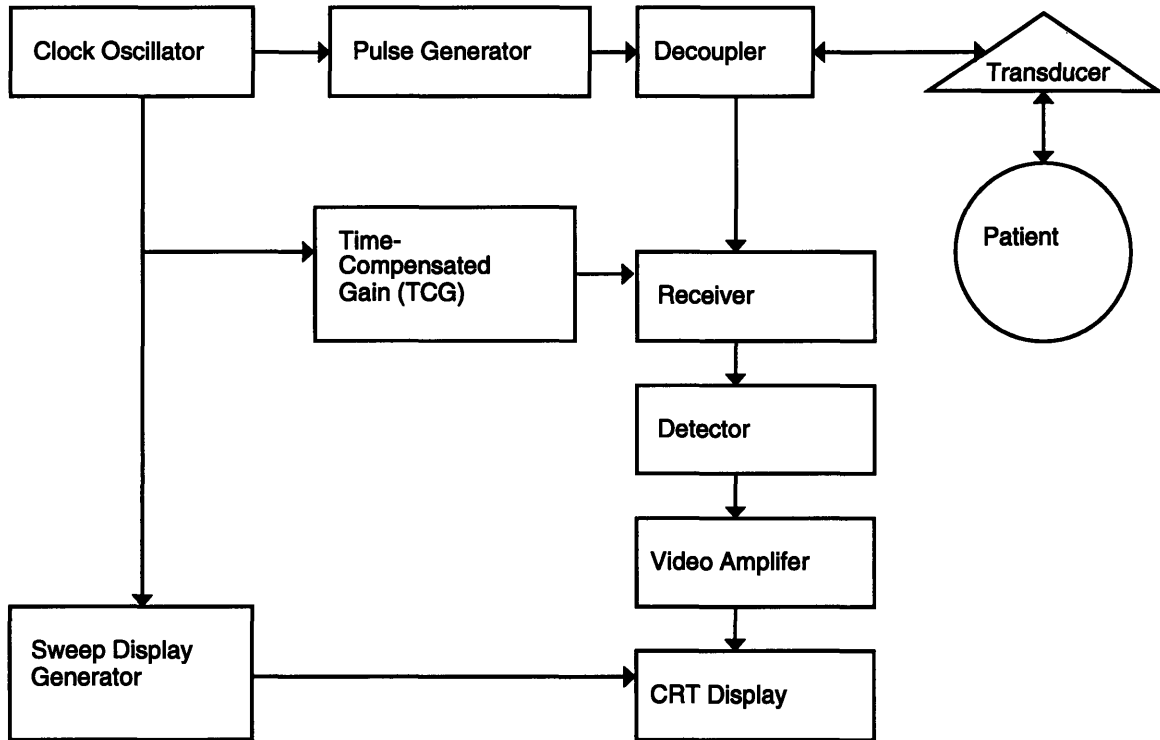 Clock Oscillator
Pulse Generator
Decoupler
Transducer
Time-
Compensated
Gain (TCG)
Receiver
Patient
Detector
Video Amplifer
Sweep Display
Generator
CRT Display